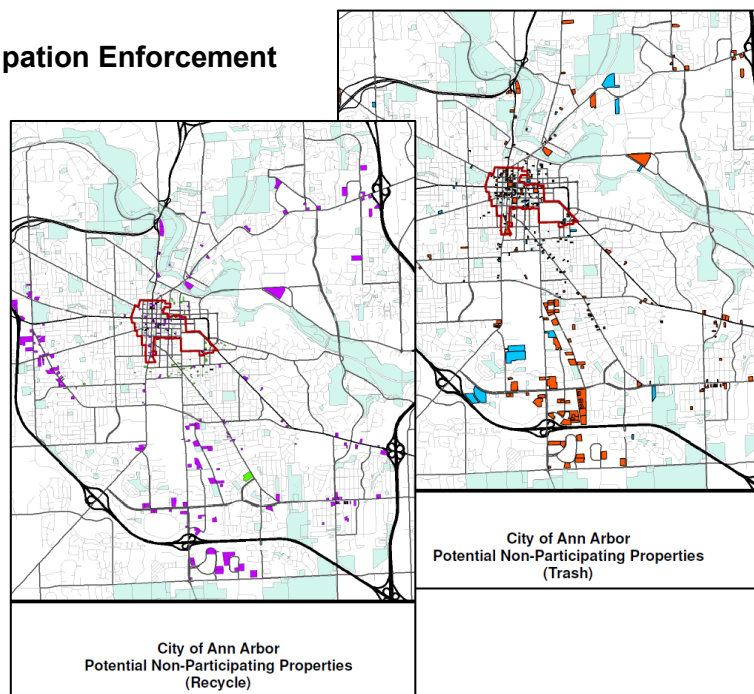 pation Enforcement
City of Ann Arbor
Potential Non-Participating Properties
(Trash)
City of Ann Arbor
Potential Non-Participating Properties
(Recycle)